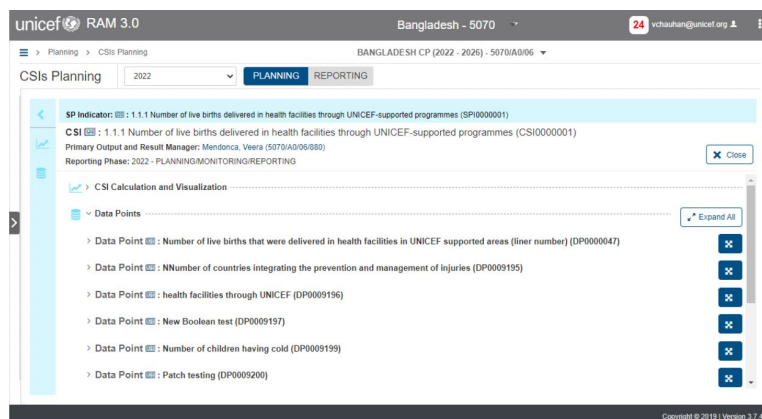 unicef RAM 3.0
Bangladesh - 5070
24 vchauhan@unicef.org
> Planning > CSIs Planning
BANGLADESH CP (2022 - 2026) - 5070/A0/06
CSIs Planning
2022
PLANNING REPORTING
SP Indicator: : 1.1.1 Number of live births delivered in health facilities through UNICEF-supported programmes (SPI0000001)
CSI : 1.1.1 Number of live births delivered in health facilities through UNICEF-supported programmes (CSI0000001)
Primary Output and Result Manager: Mendonca, Veera (5070/A0/06/880)
Reporting Phase: 2022 - PLANNING/MONITORING/REPORTING
Close
> CSI Calculation and Visualization
Data Points
Expand All
> Data Point : Number of live births that were delivered in health facilities in UNICEF supported areas (liner number) (DP0000047)
> Data Point : NNumber of countries integrating the prevention and management of injuries (DP0009195)
> Data Point : health facilities through UNICEF (DP0009196)
> Data Point : New Boolean test (DP0009197)
> Data Point : Number of children having cold (DP0009199)
> Data Point : Patch testing (DP0009200)
Copyright © 2019 | Version 3.7.4